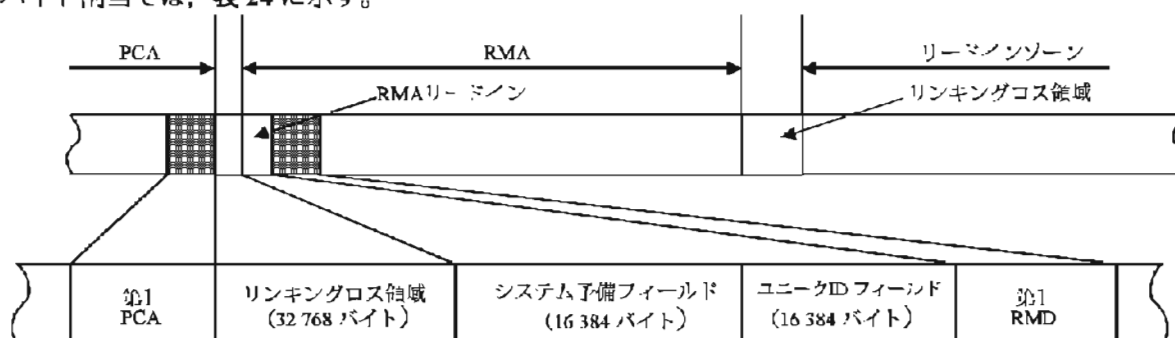 バイト割当では，表24に示す。
PCA RMA リードインゾーン
RMAリードイン リンキングロス領域
第1 リンキングロス領域 システム予備フィールド ユニークIDフィールド 第1
PCA (32 768 バイト) (16 384 バイト) (16 384 バイト) RMD